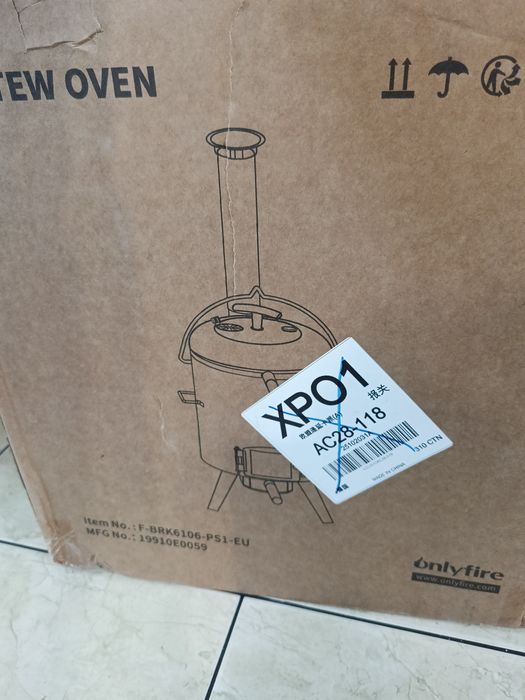 TEW OVEN
XPO1
报关
AC28-118
310 CTN
MADE IN CHINA
Item No.: F-BRK6106-PS1-EU
MFG No.: 19910E0059
onlyfire
www.onlyfire.com